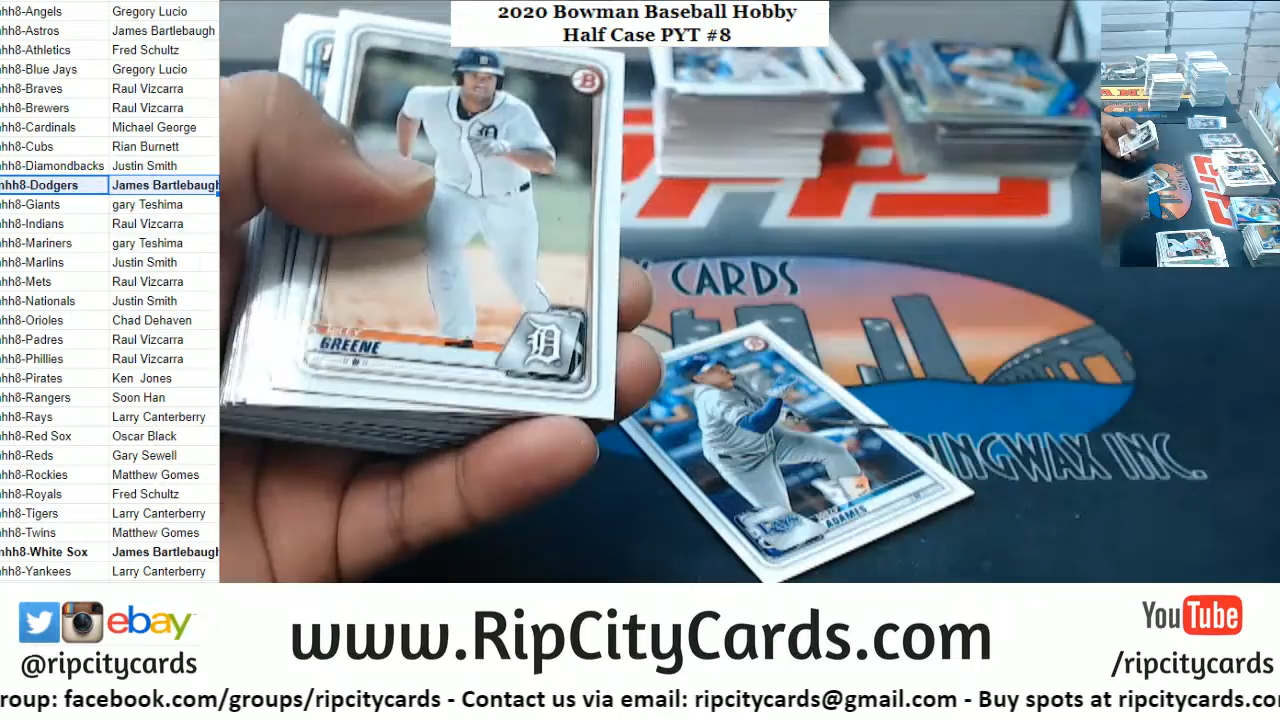 2020 Bowman Baseball Hobby
Half Case PYT #8
hh8-Angels Gregory Lucio
hh8-Astros James Bartlebaugh
hh8-Athletics Fred Schultz
hh8-Blue Jays Gregory Lucio
hh8-Braves Raul Vizcarra
hh8-Brewers Raul Vizcarra
hh8-Cardinals Michael George
hh8-Cubs Rian Burnett
hh8-Diamondbacks Justin Smith
hh8-Dodgers James Bartlebaugh
hh8-Giants gary Teshima
hh8-Indians Raul Vizcarra
hh8-Mariners gary Teshima
hh8-Marlins Justin Smith
hh8-Mets Raul Vizcarra
hh8-Nationals Justin Smith
hh8-Orioles Chad Dehaven
hh8-Padres Raul Vizcarra
hh8-Phillies Raul Vizcarra
hh8-Pirates Ken Jones
hh8-Rangers Soon Han
hh8-Rays Larry Canterberry
hh8-Red Sox Oscar Black
hh8-Reds Gary Sewell
hh8-Rockies Matthew Gomes
hh8-Royals Fred Schultz
hh8-Tigers Larry Canterberry
hh8-Twins Matthew Gomes
hh8-White Sox James Bartlebaugh
hh8-Yankees Larry Canterberry
B
D
RILEY
GREENE
D
CARDS
ADAMES
Rays
DINGWAX INC.
ebay
@ripcitycards
www.RipCityCards.com
YouTube
/ripcitycards
roup: facebook.com/groups/ripcitycards - Contact us via email: ripcitycards@gmail.com - Buy spots at ripcitycards.co